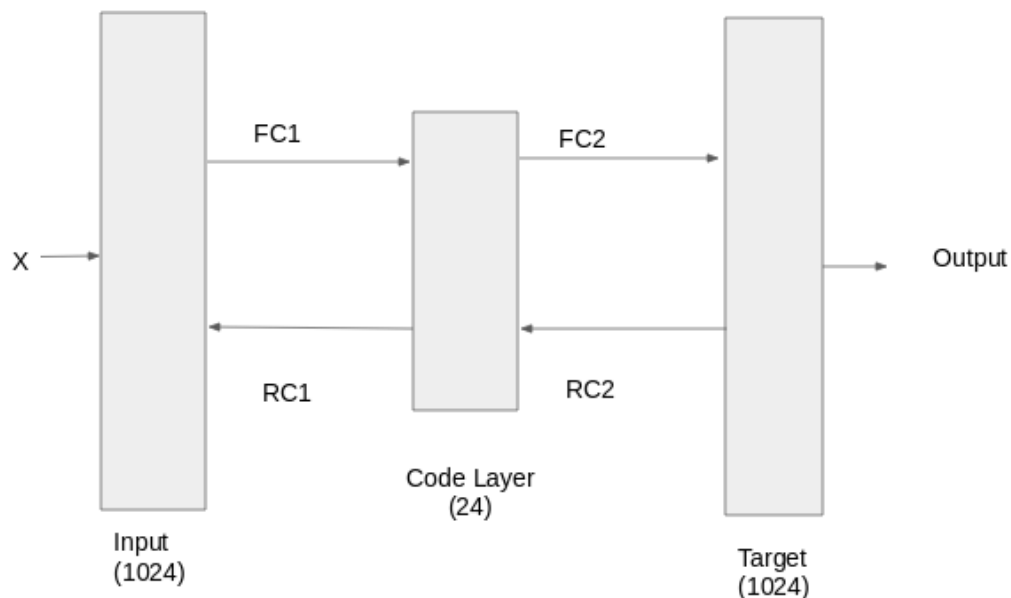 FC1
FC2
X
Output
RC1
RC2
Code Layer
(24)
Input
(1024)
Target
(1024)